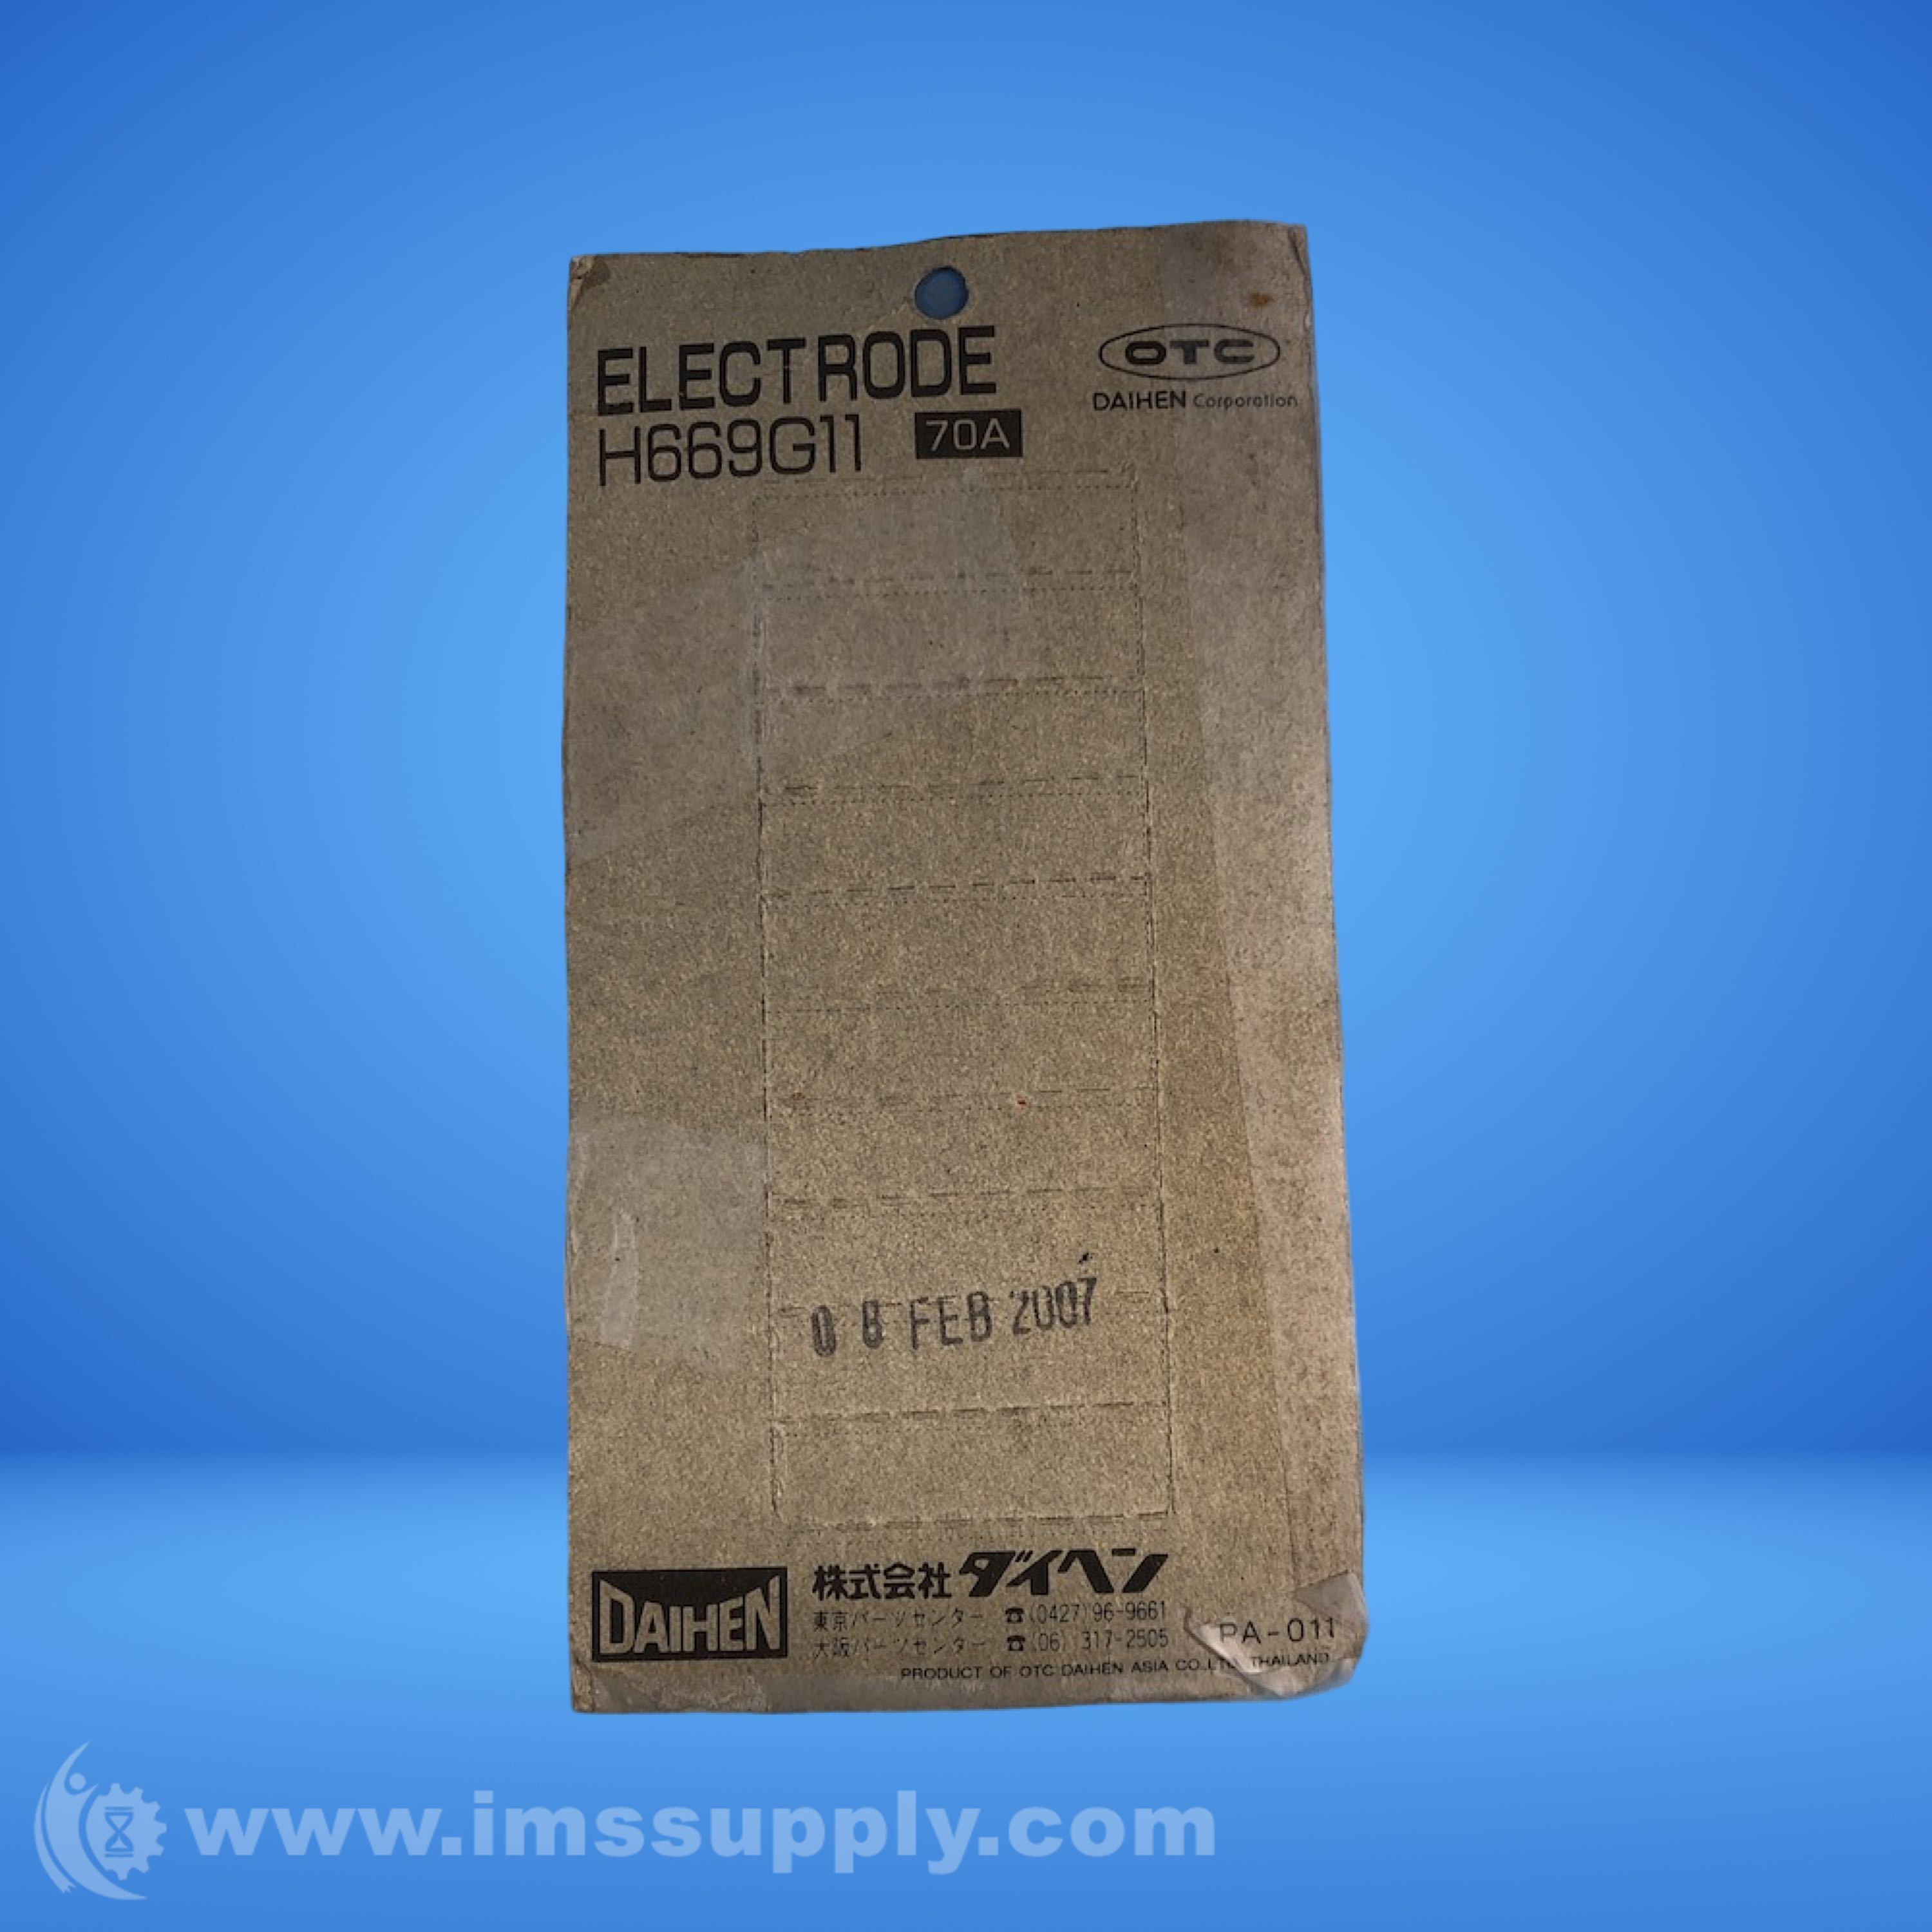 ELECTRODE
H669G11 70A
OTC
DAIHEN Corporation
08 FEB 2007
DAIHEN
株式会社ダイヘン
東京パーツセンター ☎(0427)96-9661
大阪パーツセンター ☎(06) 317-2505
PA-011
PRODUCT OF OTC DAIHEN ASIA CO.,LTD. THAILAND
www.imssupply.com